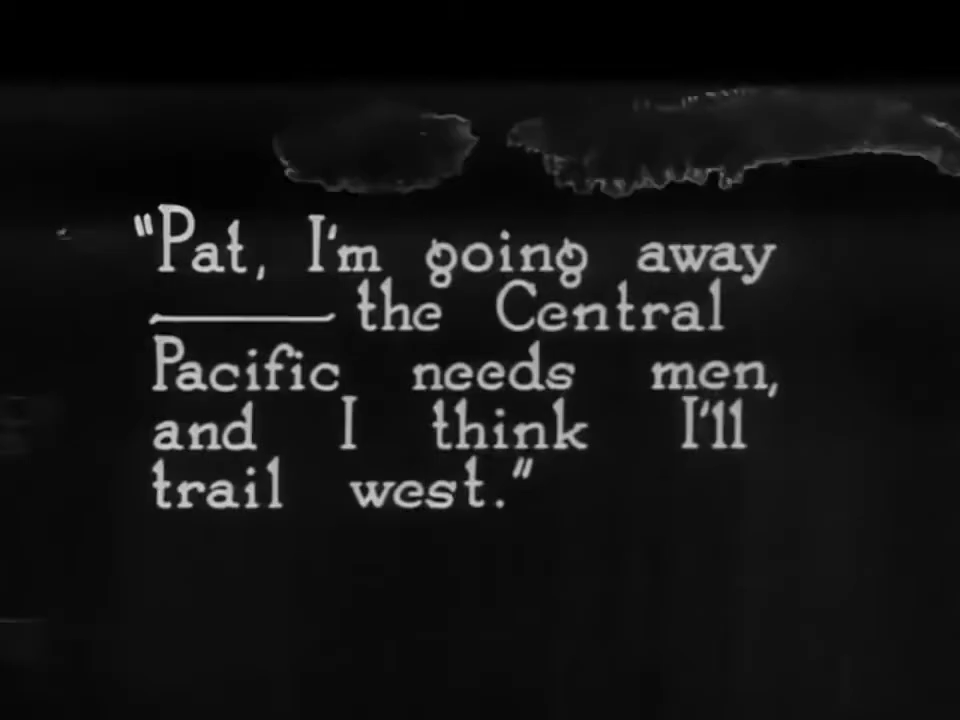 "Pat, I'm going away
—— the Central
Pacific needs men,
and I think I'll
trail west."